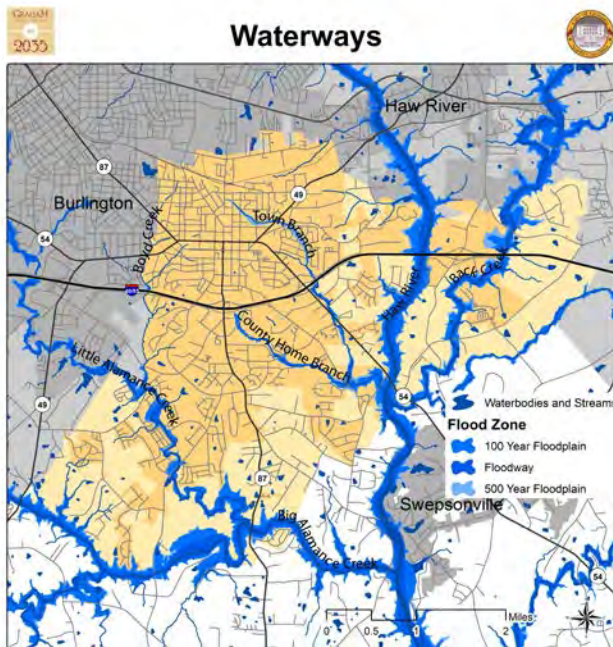 GRAHAM
2035
Waterways
Haw River
87
49
Burlington
Town Branch
Boyd Creek
54
Back Creek
Haw River
County Home Branch
Little Alamance Creek
54
49
Waterbodies and Streams
Flood Zone
100 Year Floodplain
Floodway
500 Year Floodplain
87
Swepsonville
Big Alamance Creek
54
Miles
0 0.5 1 2